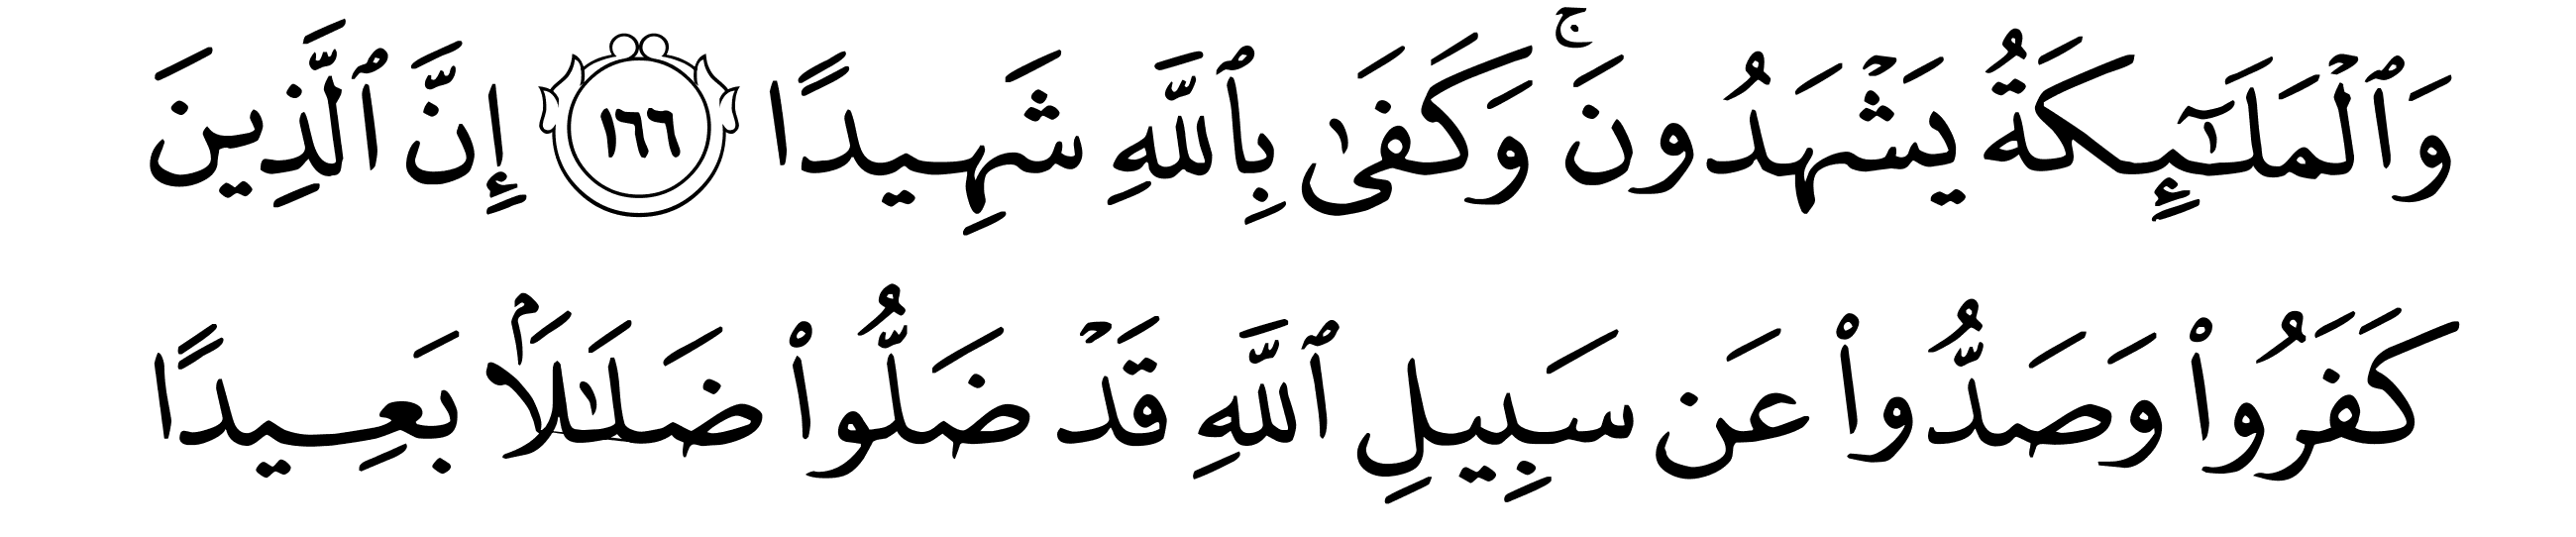 وَٱلْمَلَـٰٓئِكَةُ يَشْهَدُونَ ۚ وَكَفَىٰ بِٱللَّهِ شَهِيدًا ١٦٦ إِنَّ ٱلَّذِينَ
كَفَرُوا۟ وَصَدُّوا۟ عَن سَبِيلِ ٱللَّهِ قَدْ ضَلُّوا۟ ضَلَـٰلًۢا بَعِيدًا